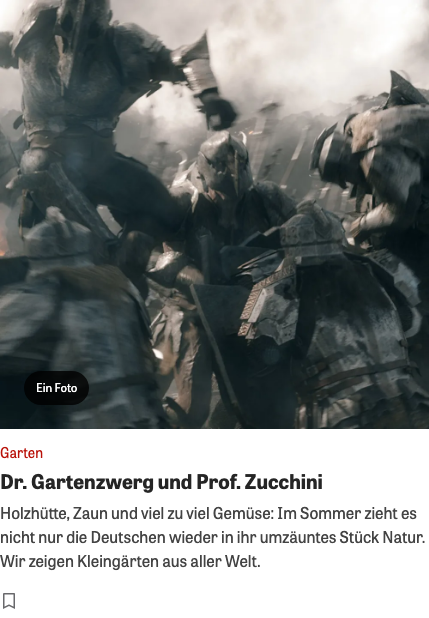 Ein Foto
Garten
Dr. Gartenzwerg und Prof. Zucchini
Holzhütte, Zaun und viel zu viel Gemüse: Im Sommer zieht es
nicht nur die Deutschen wieder in ihr umzäuntes Stück Natur.
Wir zeigen Kleingärten aus aller Welt.